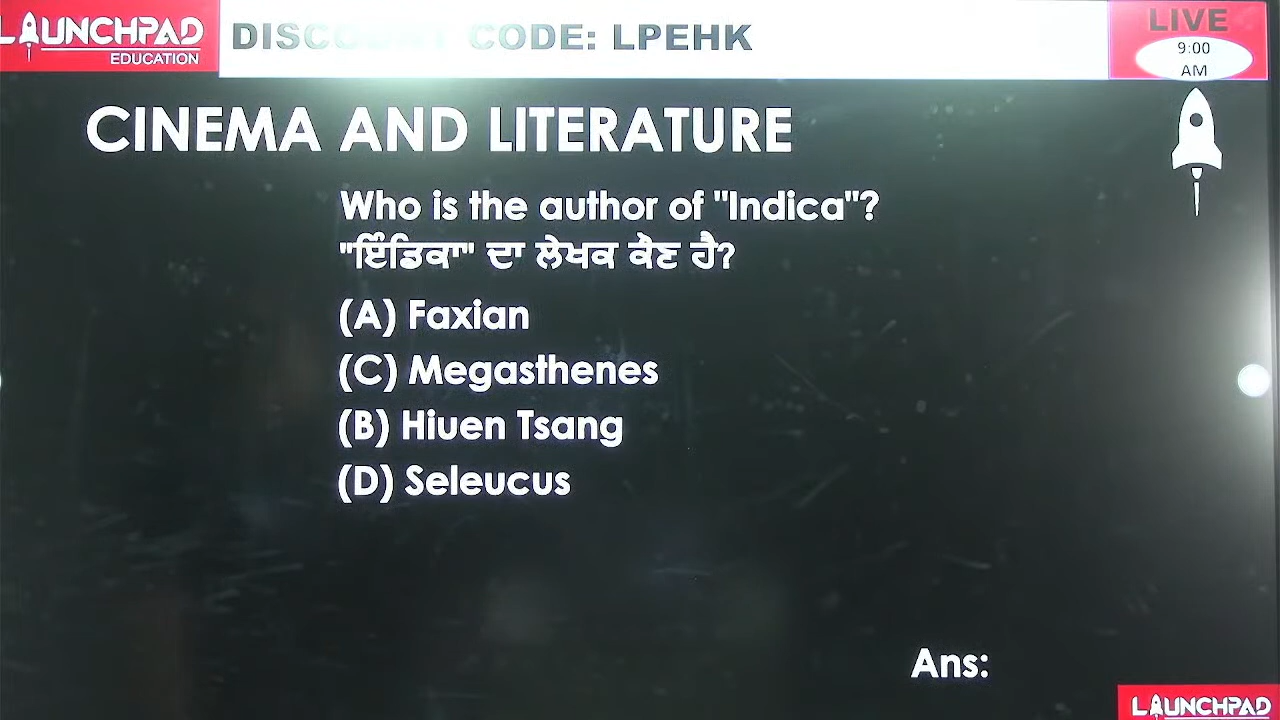 LAUNCHPAD
EDUCATION
DISCOUNT CODE: LPEHK
LIVE
9:00
AM
CINEMA AND LITERATURE
Who is the author of "Indica"?
"ਇੰਡਿਕਾ" ਦਾ ਲੇਖਕ ਕੌਣ ਹੈ?
(A) Faxian
(C) Megasthenes
(B) Hiuen Tsang
(D) Seleucus
Ans:
LAUNCHPAD